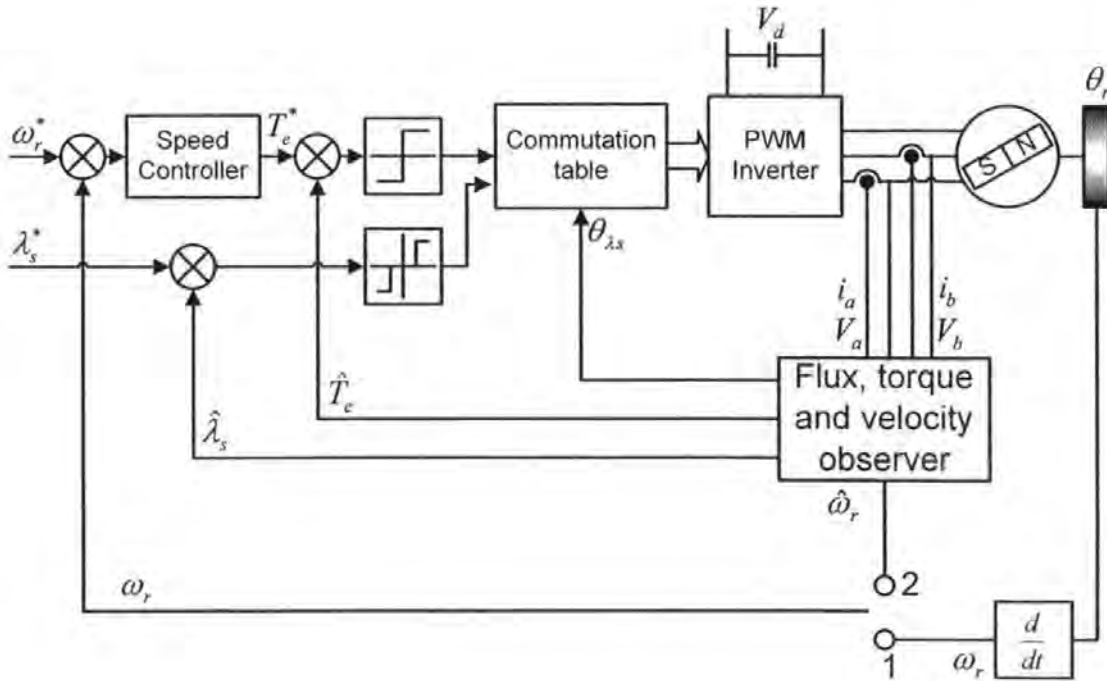 V_d
θ_r
ω_r^*
Speed
Controller
T_e^*
Commutation
table
PWM
Inverter
S N
λ_s^*
θ_λs
i_a
i_b
V_a
V_b
Flux, torque
and velocity
observer
T̂_e
λ̂_s
ω̂_r
2
ω_r
1
ω_r
d
dt